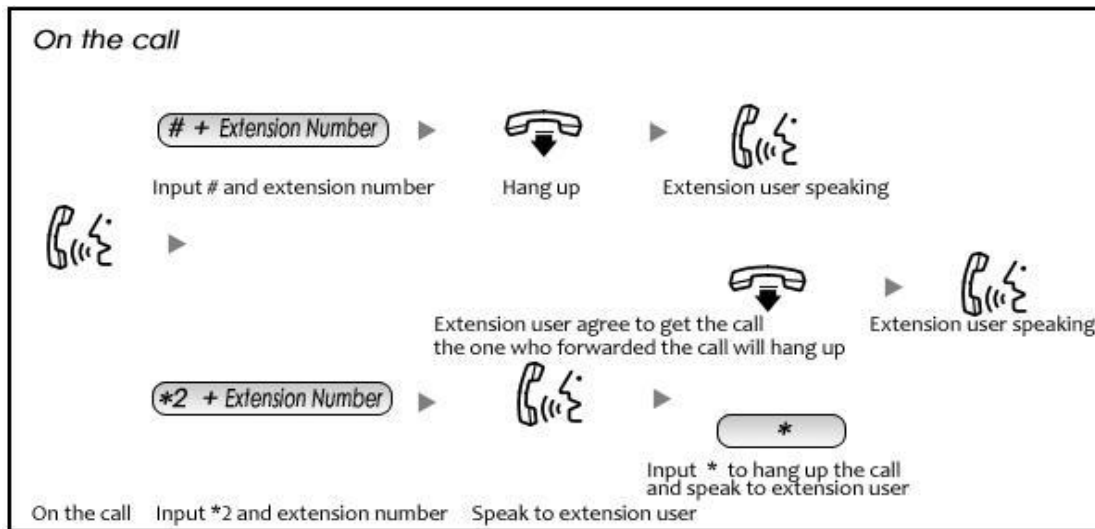 On the call
# + Extension Number
Input # and extension number
Hang up
Extension user speaking
Extension user agree to get the call
the one who forwarded the call will hang up
Extension user speaking
*2 + Extension Number
*
Input * to hang up the call
and speak to extension user
On the call
Input *2 and extension number
Speak to extension user